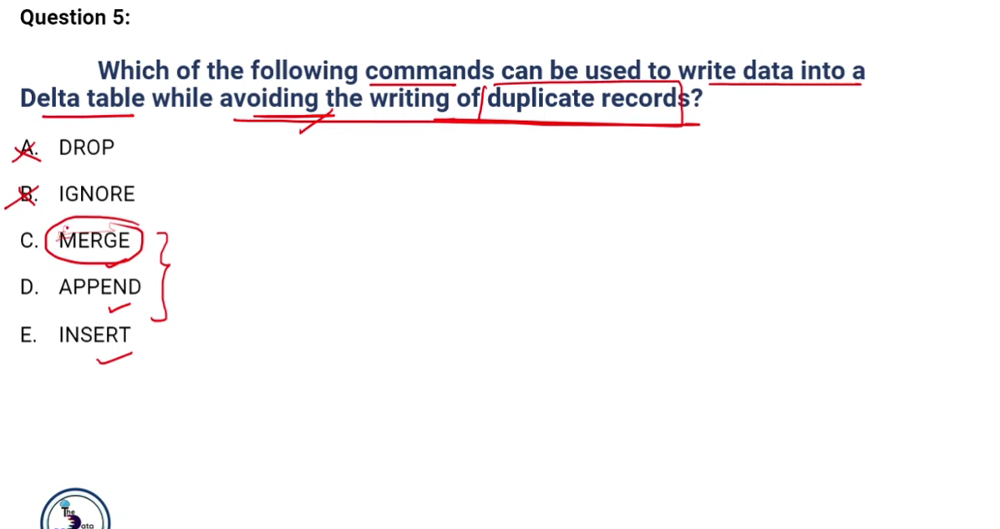 Question 5:
Which of the following commands can be used to write data into a
Delta table while avoiding the writing of duplicate records?
A. DROP
B. IGNORE
C. MERGE
D. APPEND
E. INSERT
The
Data